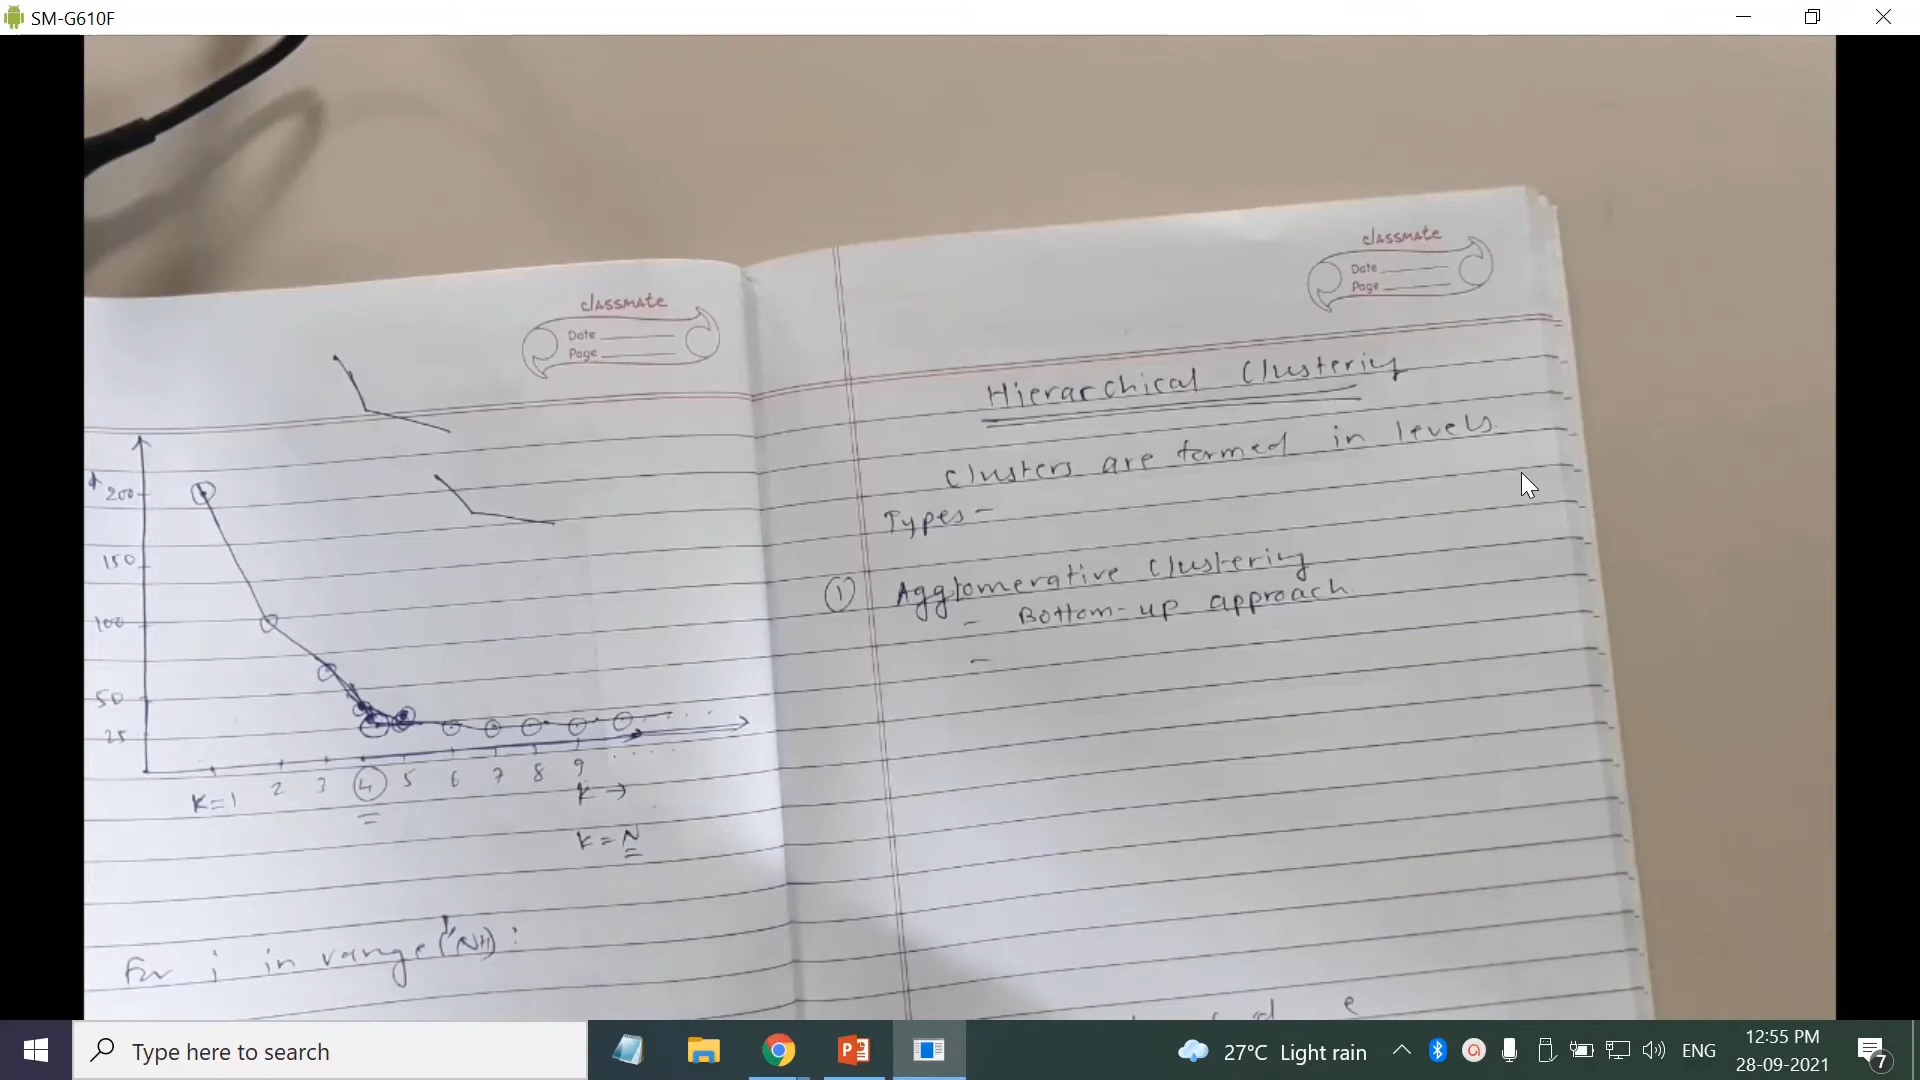 SM-G610F
classmate
Date
Page
200
150
100
50
25
K=1 2 3 4 5 6 7 8 9
K →
K = N
For i in range (
classmate
Date
Page
Hierarchical Clustering
Clusters are formed in levels.
Types -
① Agglomerative Clustering
- Bottom-up approach
-
Type here to search
27°C Light rain
ENG
12:55 PM
28-09-2021
7